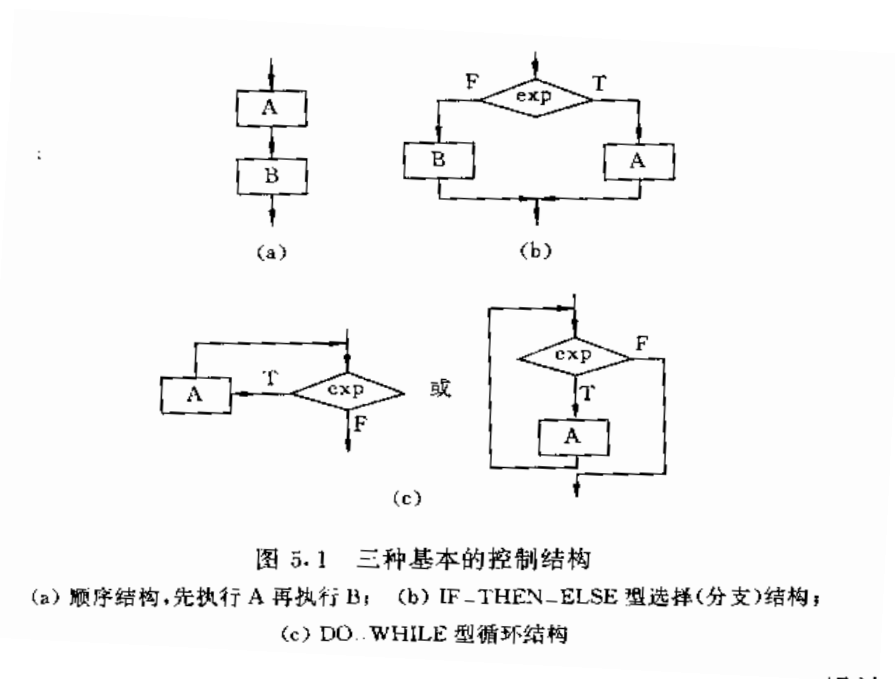 A
B
(a)
F T
exp
B A
(b)
A T exp
F
或
exp F
T
A
(c)
图 5.1 三种基本的控制结构
(a) 顺序结构,先执行 A 再执行 B; (b) IF-THEN-ELSE 型选择(分支)结构;
(c) DO-WHILE 型循环结构